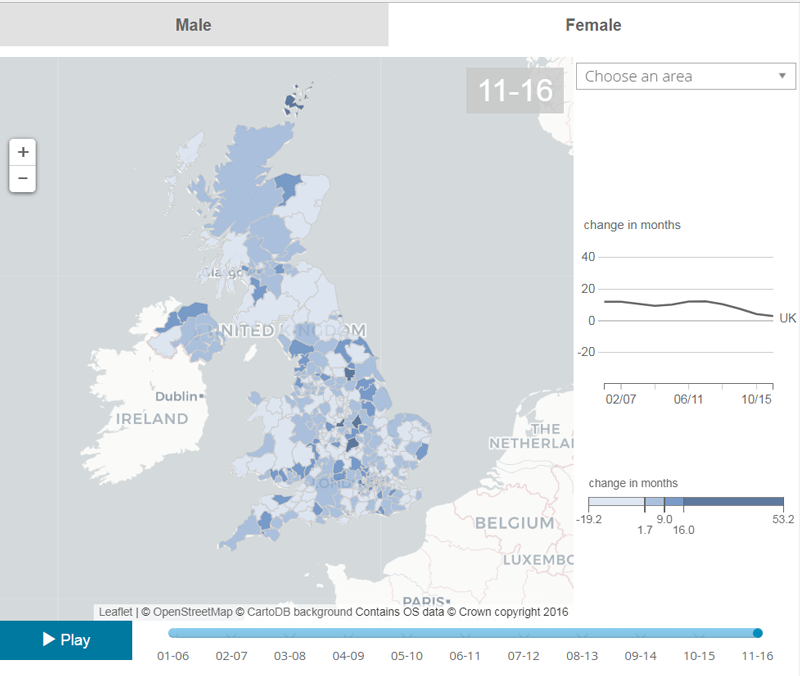 Male
Female
11-16
Choose an area
+
−
change in months
40
20
0
-20
UK
02/07
06/11
10/15
UNITED KINGDOM
Dublin
IRELAND
THE
NETHERLAN
BELGIUM
LUXEMBO
PARIS
change in months
-19.2
1.7
9.0
16.0
53.2
Leaflet | © OpenStreetMap © CartoDB background Contains OS data © Crown copyright 2016
Play
01-06
02-07
03-08
04-09
05-10
06-11
07-12
08-13
09-14
10-15
11-16